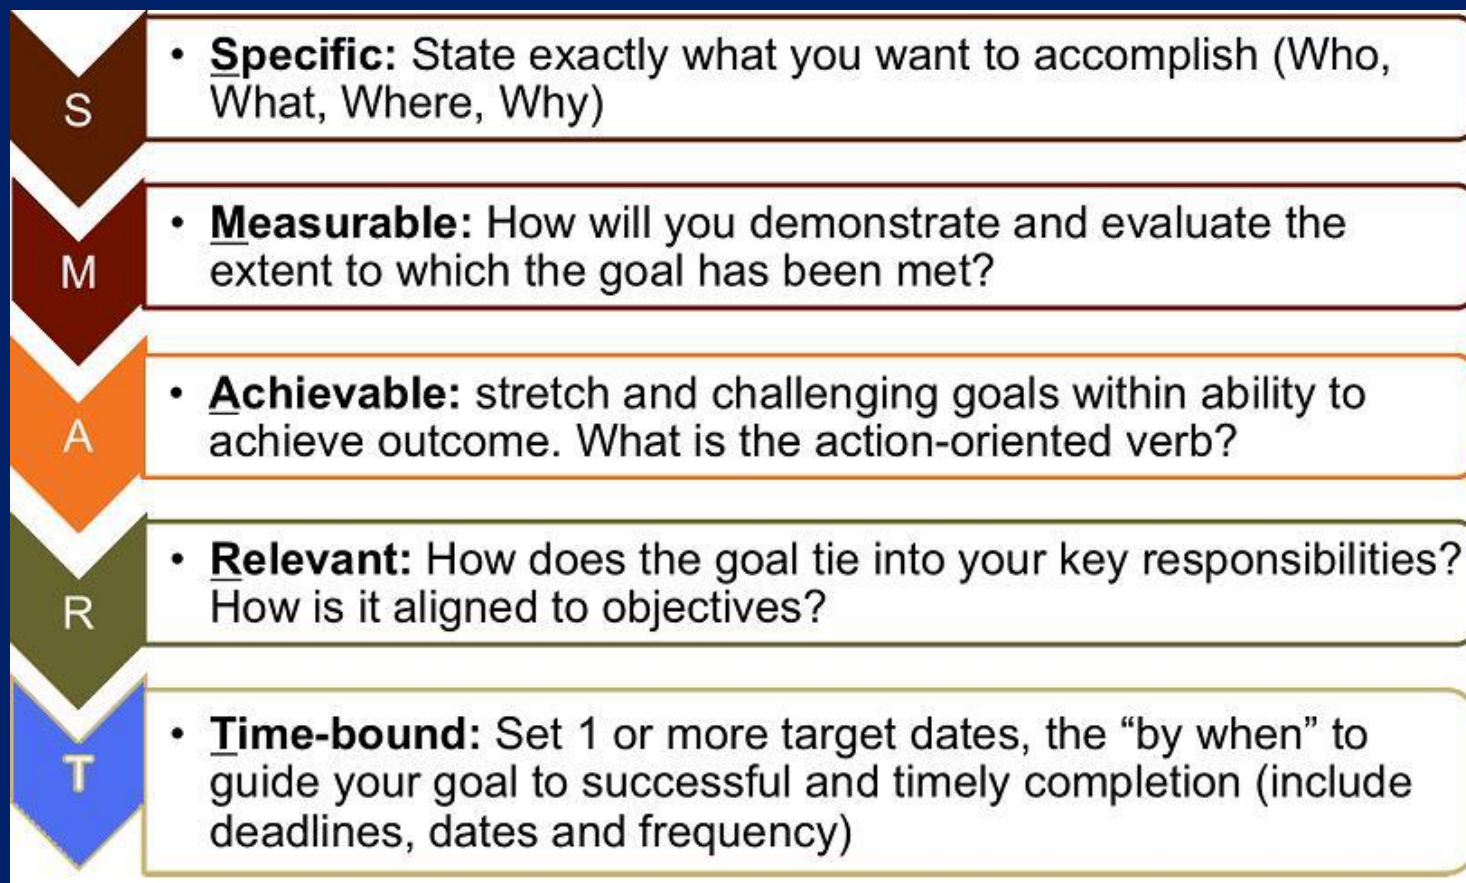 S
• Specific: State exactly what you want to accomplish (Who,
What, Where, Why)
M
• Measurable: How will you demonstrate and evaluate the
extent to which the goal has been met?
A
• Achievable: stretch and challenging goals within ability to
achieve outcome. What is the action-oriented verb?
R
• Relevant: How does the goal tie into your key responsibilities?
How is it aligned to objectives?
T
• Time-bound: Set 1 or more target dates, the “by when” to
guide your goal to successful and timely completion (include
deadlines, dates and frequency)